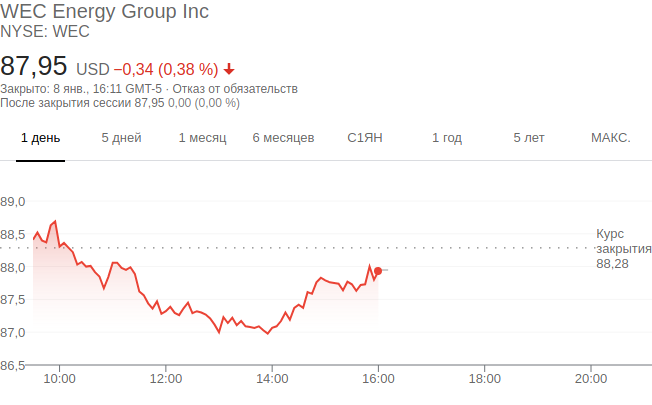 WEC Energy Group Inc
NYSE: WEC
87,95 USD −0,34 (0,38 %)
Закрыто: 8 янв., 16:11 GMT-5 · Отказ от обязательств
После закрытия сессии 87,95 0,00 (0,00 %)
1 день 5 дней 1 месяц 6 месяцев С1ЯН 1 год 5 лет МАКС.
89,0
88,5
88,0
87,5
87,0
86,5
Курс
закрытия
88,28
10:00 12:00 14:00 16:00 18:00 20:00